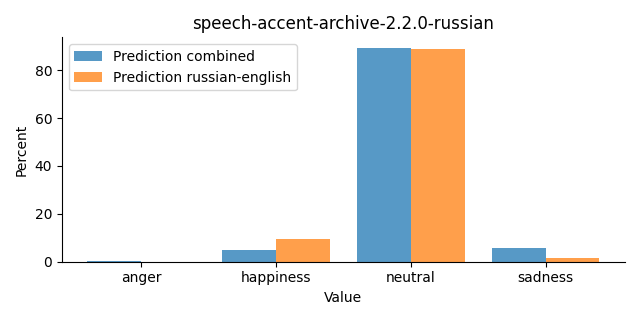 speech-accent-archive-2.2.0-russian
Prediction combined
Prediction russian-english
Percent
80
60
40
20
0
anger happiness neutral sadness
Value